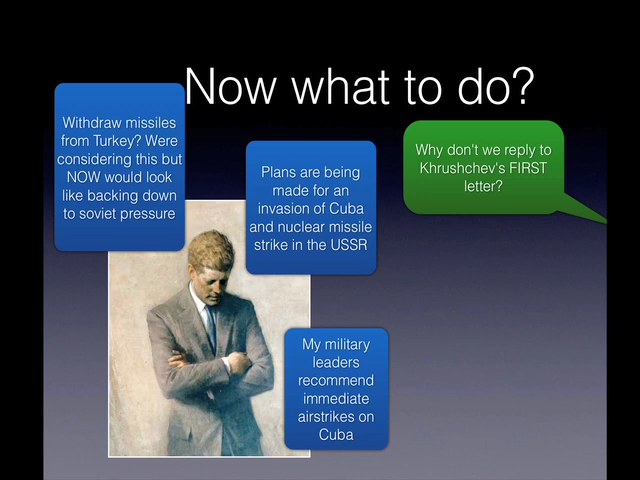 Now what to do?
Withdraw missiles
from Turkey? Were
considering this but
NOW would look
like backing down
to soviet pressure
Plans are being
made for an
invasion of Cuba
and nuclear missile
strike in the USSR
Why don't we reply to
Khrushchev's FIRST
letter?
My military
leaders
recommend
immediate
airstrikes on
Cuba